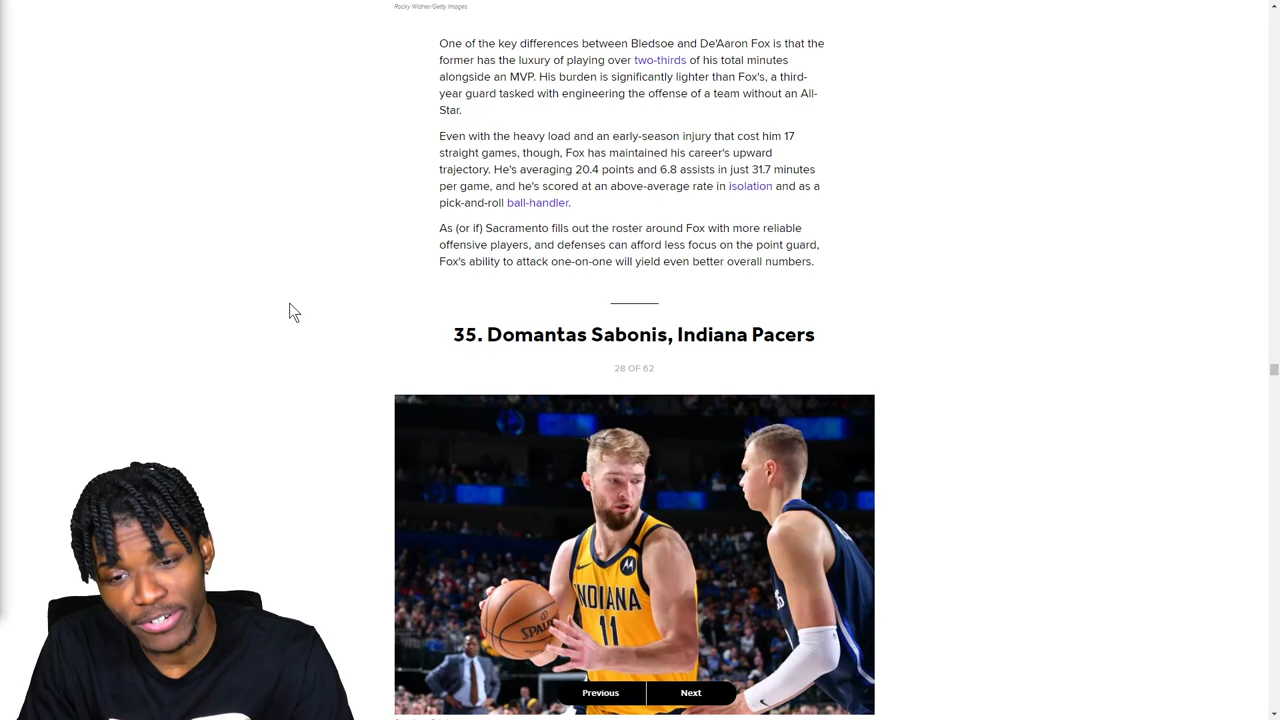 Rocky Widner/Getty Images
One of the key differences between Bledsoe and De'Aaron Fox is that the
former has the luxury of playing over two-thirds of his total minutes
alongside an MVP. His burden is significantly lighter than Fox's, a third-
year guard tasked with engineering the offense of a team without an All-
Star.
Even with the heavy load and an early-season injury that cost him 17
straight games, though, Fox has maintained his career's upward
trajectory. He's averaging 20.4 points and 6.8 assists in just 31.7 minutes
per game, and he's scored at an above-average rate in isolation and as a
pick-and-roll ball-handler.
As (or if) Sacramento fills out the roster around Fox with more reliable
offensive players, and defenses can afford less focus on the point guard,
Fox's ability to attack one-on-one will yield even better overall numbers.
35. Domantas Sabonis, Indiana Pacers
28 OF 62
INDIANA
11
SPALD
Previous
Next